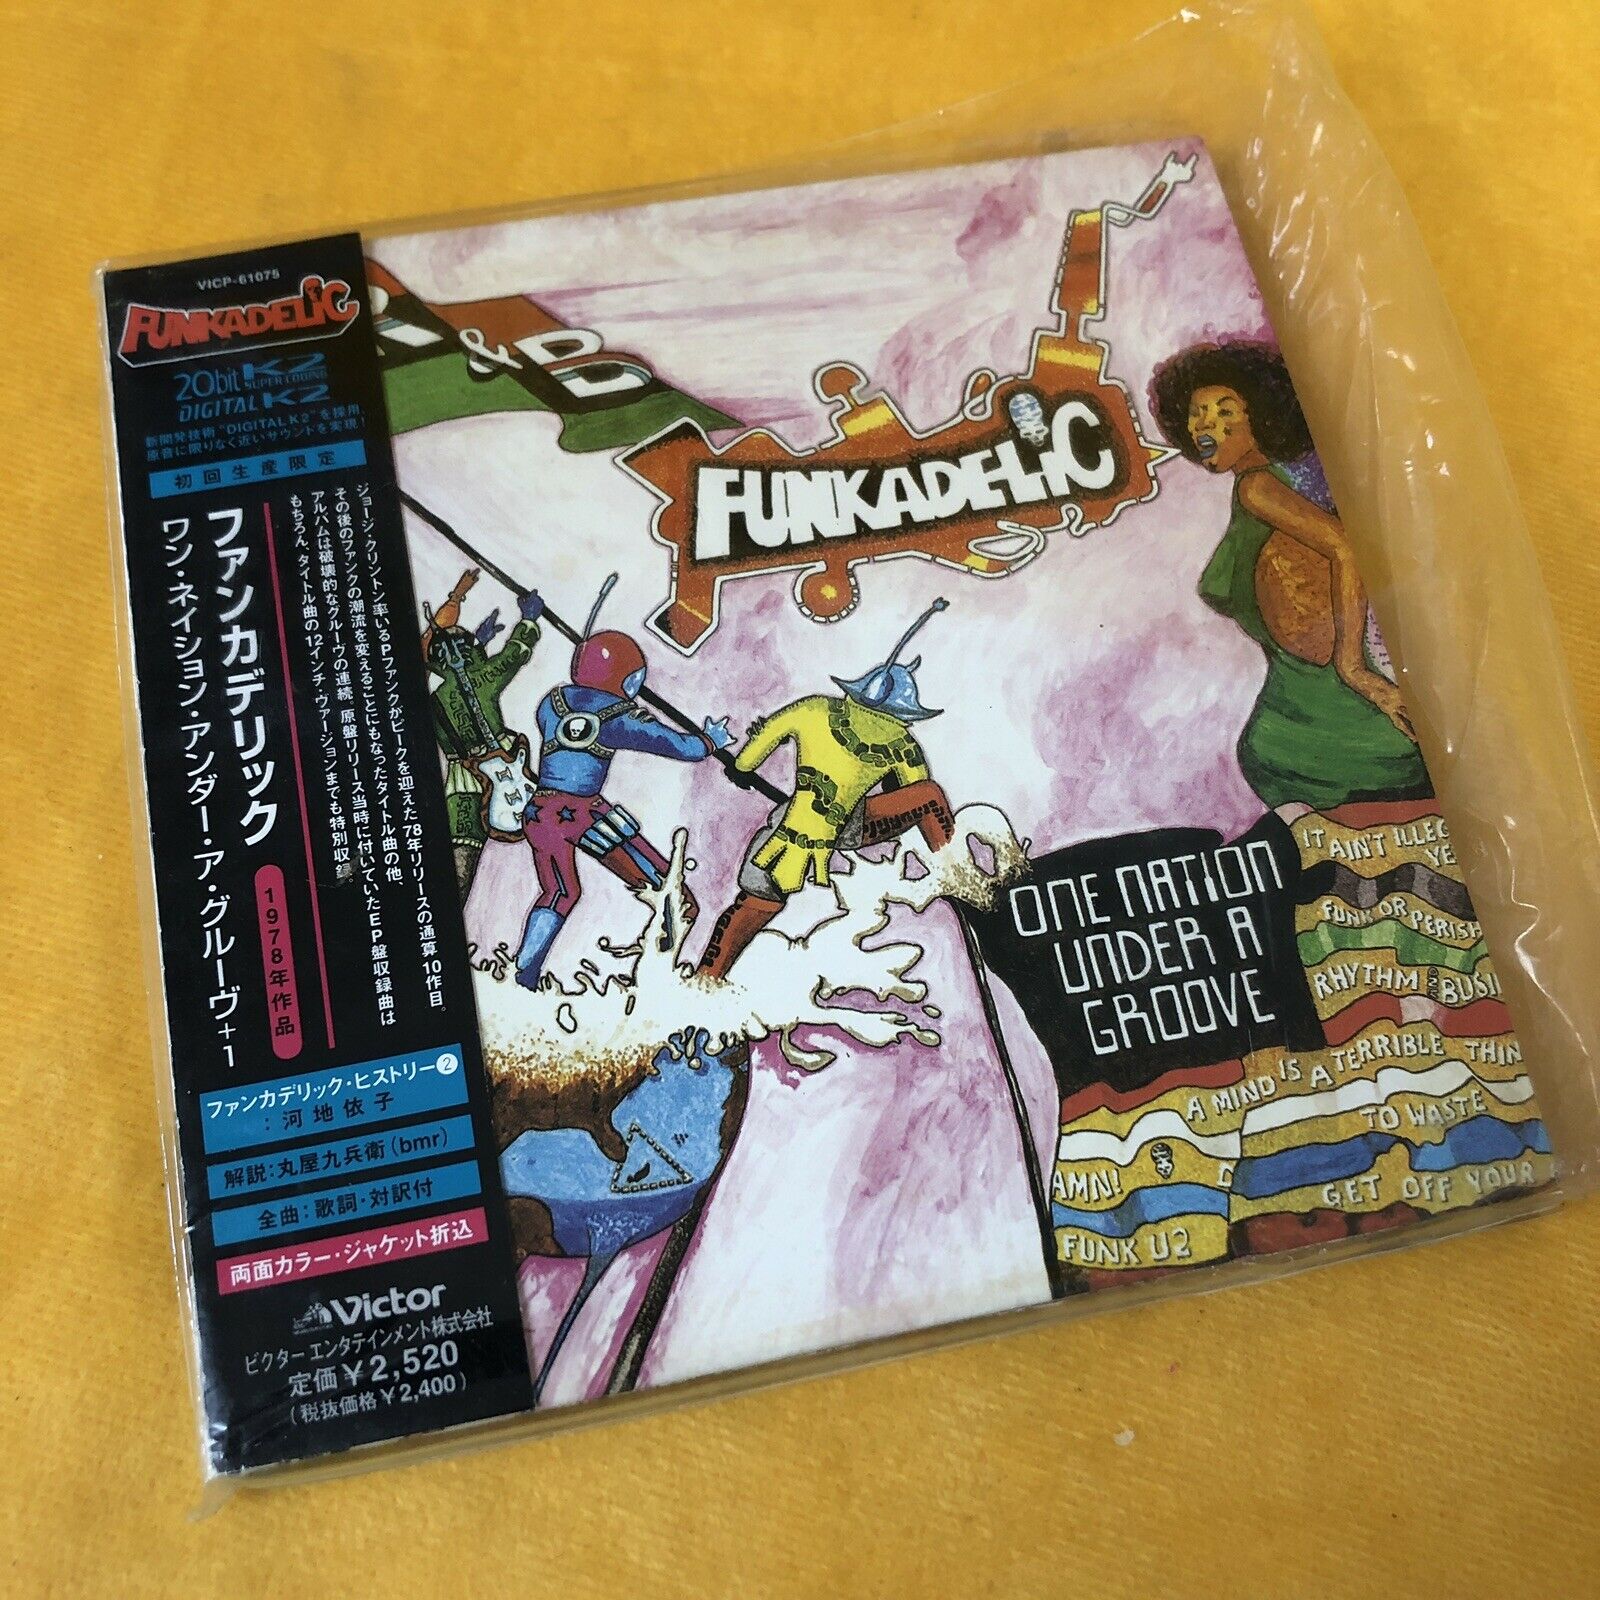 VICP-61075
FUNKADELIC
20bit K2
SUPER CODING
DIGITAL K2
新開発技術“DIGITAL K2”を採用、
原音に限りなく近いサウンドを実現！
初回生産限定
ファンカデリック
ワン・ネイション・アンダー・ア・グルーヴ+1
1978年作品
ジョージ・クリントン率いるPファンクがピークを迎えた78年リリースの通算10作目。
その後のファンクの潮流を変えることにもなったタイトル曲の他、
アルバムは破壊的なグルーヴの連続。原盤リリース当時に付いていたEP盤収録曲は
もちろん、タイトル曲の12インチ・ヴァージョンまでも特別収録。
ファンカデリック・ヒストリー②
：河地依子
解説：丸屋九兵衛（bmr）
全曲：歌詞・対訳付
両面カラー・ジャケット折込
Victor
ビクター エンタテインメント株式会社
定価￥2,520
（税抜価格￥2,400）
R & B
FUNKADELIC
ONE NATION
UNDER A
GROOVE
IT AIN'T ILLEG
YE
FUNK OR PERISH
RHYTHM AND BUSI
A MIND IS A TERRIBLE THIN
TO WASTE
AMN!
D
GET OFF YOUR
FUNK U2